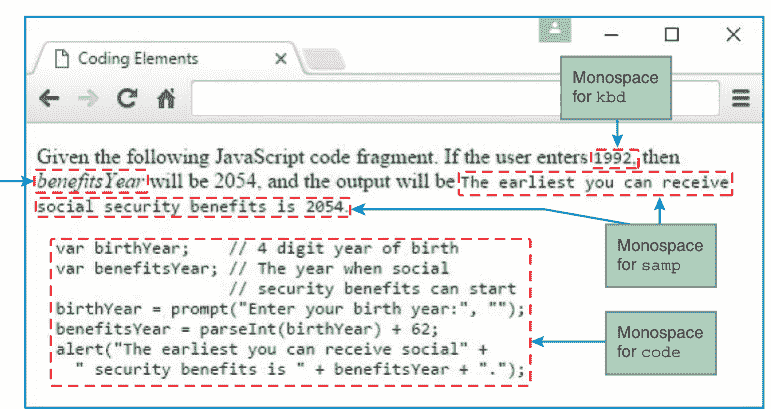 Coding Elements
Monospace
for kbd
Given the following JavaScript code fragment. If the user enters 1992, then
benefitsYear will be 2054, and the output will be The earliest you can receive
social security benefits is 2054.
Monospace
for samp
var birthYear;    // 4 digit year of birth
var benefitsYear; // The year when social
                  // security benefits can start
birthYear = prompt("Enter your birth year:", "");
benefitsYear = parseInt(birthYear) + 62;
alert("The earliest you can receive social" +
  " security benefits is " + benefitsYear + ".");
Monospace
for code